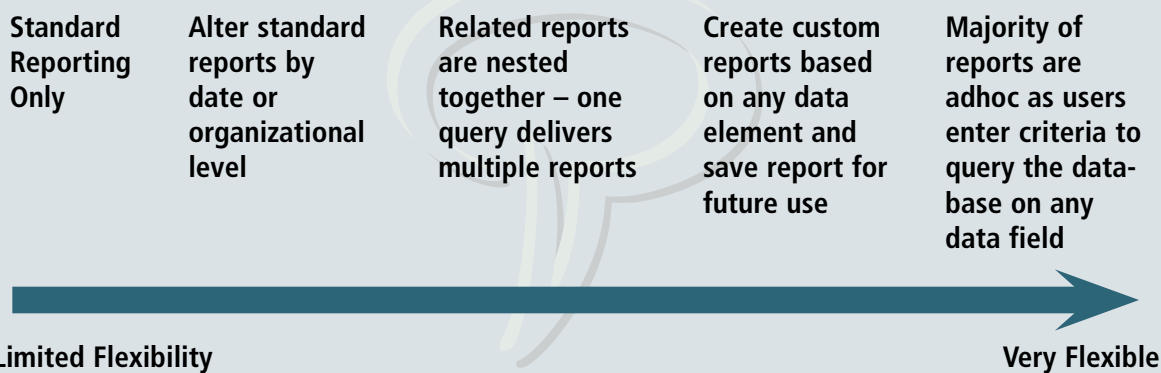 Standard
Reporting
Only
Alter standard
reports by
date or
organizational
level
Related reports
are nested
together – one
query delivers
multiple reports
Create custom
reports based
on any data
element and
save report for
future use
Majority of
reports are
adhoc as users
enter criteria to
query the data-
base on any
data field
Limited Flexibility
Very Flexible